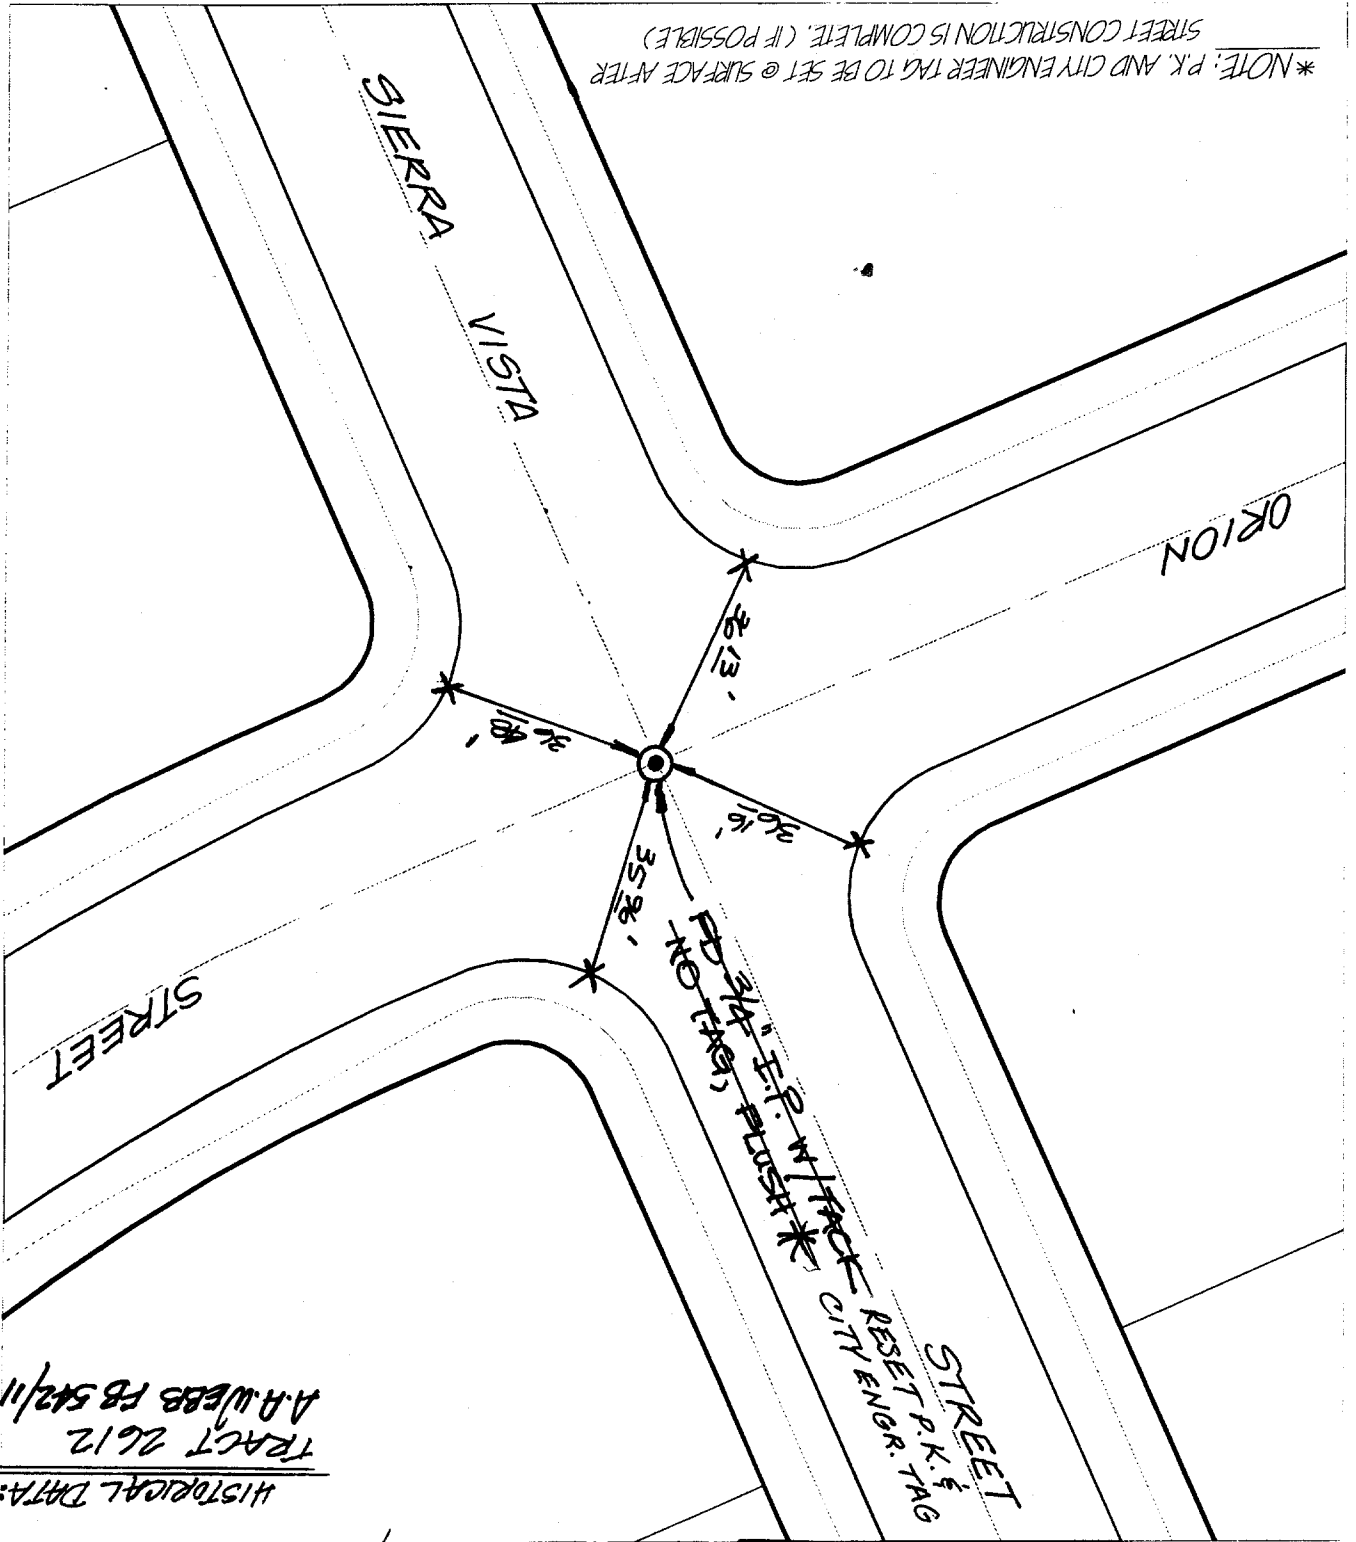 * NOTE: P.K. AND CITY ENGINEER TAG TO BE SET @ SURFACE AFTER
STREET CONSTRUCTION IS COMPLETE. (IF POSSIBLE)
SIERRA VISTA
STREET
ORION
STREET
36.13'
36.16'
35.96'
FD 3/4" I.P. W/ TACK
NO TAG, FLUSH *
RESET P.K. &
CITY ENGR. TAG
HISTORICAL DATA:
TRACT 2612
A.A. WEBB FB 542/11